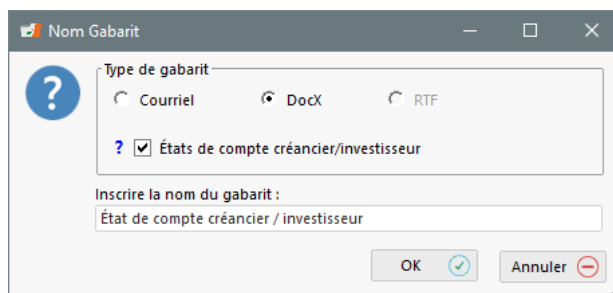 Nom Gabarit
Type de gabarit
Courriel DocX RTF
? États de compte créancier/investisseur
Inscrire la nom du gabarit :
État de compte créancier / investisseur
OK Annuler